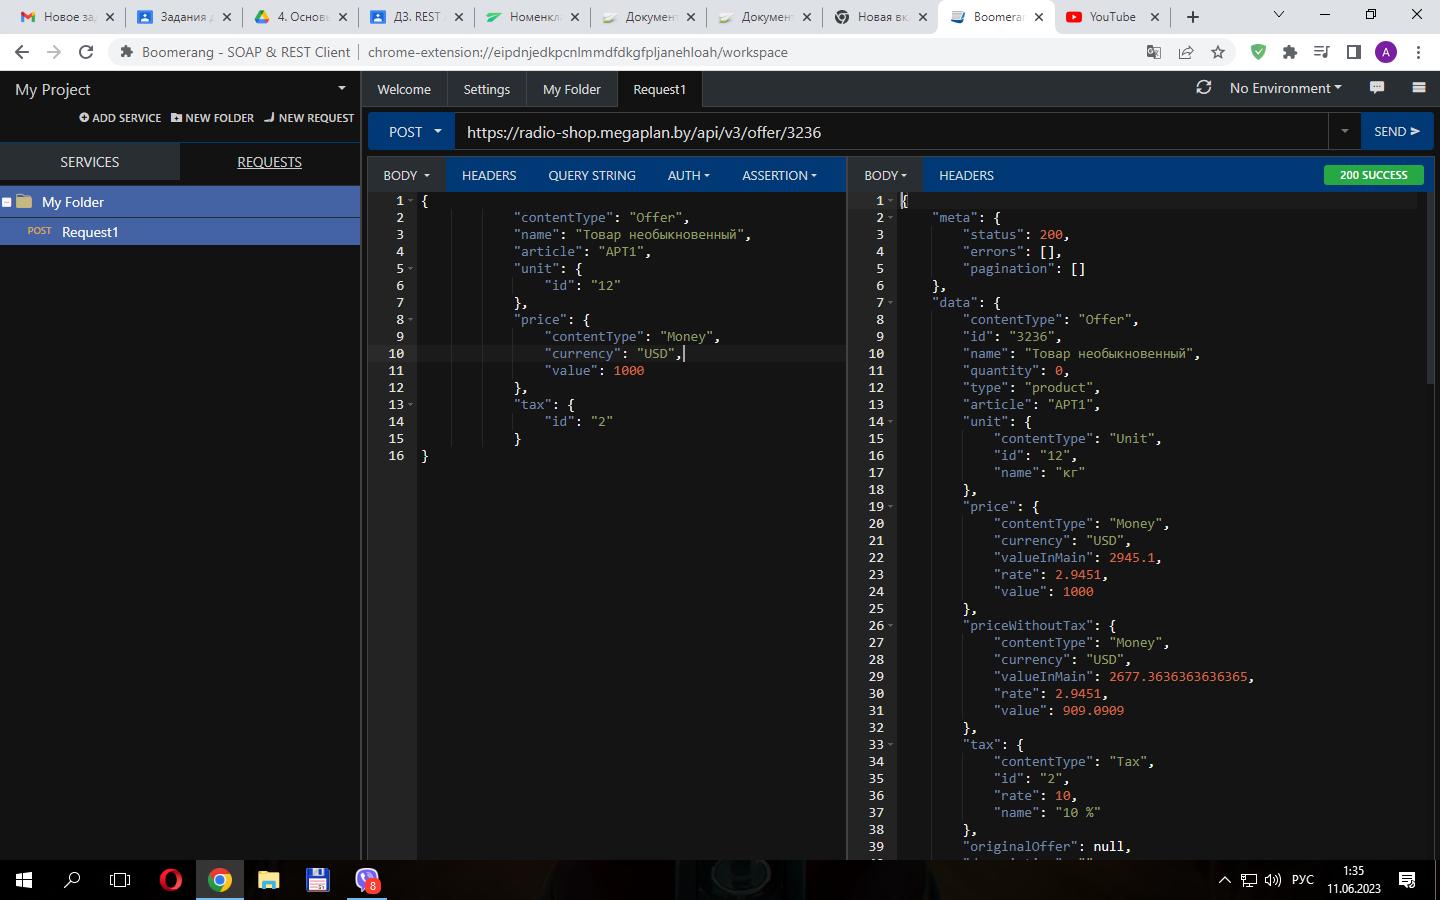 Новое за,
Задания д
4. Основы
ДЗ. REST A
Номенкла
Документ
Документ
Новая вкл
Boomeran
YouTube
Boomerang - SOAP & REST Client
chrome-extension://eipdnjedkpcnlmmdfdkgfpljanehloah/workspace
A
My Project
ADD SERVICE NEW FOLDER NEW REQUEST
SERVICES
REQUESTS
My Folder
POST Request1
Welcome
Settings
My Folder
Request1
No Environment
POST
https://radio-shop.megaplan.by/api/v3/offer/3236
SEND
BODY HEADERS QUERY STRING AUTH ASSERTION
1 {
2 "contentType": "Offer",
3 "name": "Товар необыкновенный",
4 "article": "АРТ1",
5 "unit": {
6 "id": "12"
7 },
8 "price": {
9 "contentType": "Money",
10 "currency": "USD",
11 "value": 1000
12 },
13 "tax": {
14 "id": "2"
15 }
16 }
BODY HEADERS 200 SUCCESS
1 {
2 "meta": {
3 "status": 200,
4 "errors": [],
5 "pagination": []
6 },
7 "data": {
8 "contentType": "Offer",
9 "id": "3236",
10 "name": "Товар необыкновенный",
11 "quantity": 0,
12 "type": "product",
13 "article": "АРТ1",
14 "unit": {
15 "contentType": "Unit",
16 "id": "12",
17 "name": "кг"
18 },
19 "price": {
20 "contentType": "Money",
21 "currency": "USD",
22 "valueInMain": 2945.1,
23 "rate": 2.9451,
24 "value": 1000
25 },
26 "priceWithoutTax": {
27 "contentType": "Money",
28 "currency": "USD",
29 "valueInMain": 2677.3636363636365,
30 "rate": 2.9451,
31 "value": 909.0909
32 },
33 "tax": {
34 "contentType": "Tax",
35 "id": "2",
36 "rate": 10,
37 "name": "10 %"
38 },
39 "originalOffer": null,
8
РУС
1:35
11.06.2023